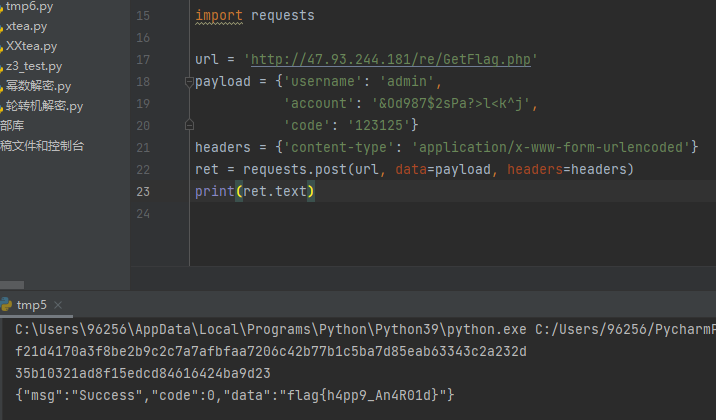 tmp6.py
xtea.py
XXtea.py
z3_test.py
幂数解密.py
轮转机解密.py
部库
稿文件和控制台
15 import requests
16
17 url = 'http://47.93.244.181/re/GetFlag.php'
18 payload = {'username': 'admin',
19 'account': '&0d987$2sPa?>l<k^j',
20 'code': '123125'}
21 headers = {'content-type': 'application/x-www-form-urlencoded'}
22 ret = requests.post(url, data=payload, headers=headers)
23 print(ret.text)
24
tmp5 ×
C:\Users\96256\AppData\Local\Programs\Python\Python39\python.exe C:/Users/96256/PycharmP
f21d4170a3f8be2b9c2c7a7afbfaa7206c42b77b1c5ba7d85eab63343c2a232d
35b10321ad8f15edcd84616424ba9d23
{"msg":"Success","code":0,"data":"flag{h4pp9_An4R01d}"}